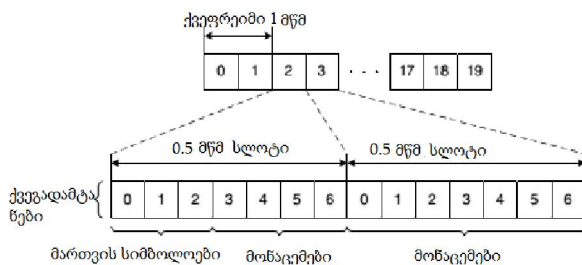 ქვეფრეიმი 1 მწმ
0 1 2 3 . . . 17 18 19
0.5 მწმ სლოტი 0.5 მწმ სლოტი
ქვეგადამტა
ნები
0 1 2 3 4 5 6 0 1 2 3 4 5 6
მართვის სიმბოლოები მონაცემები მონაცემები